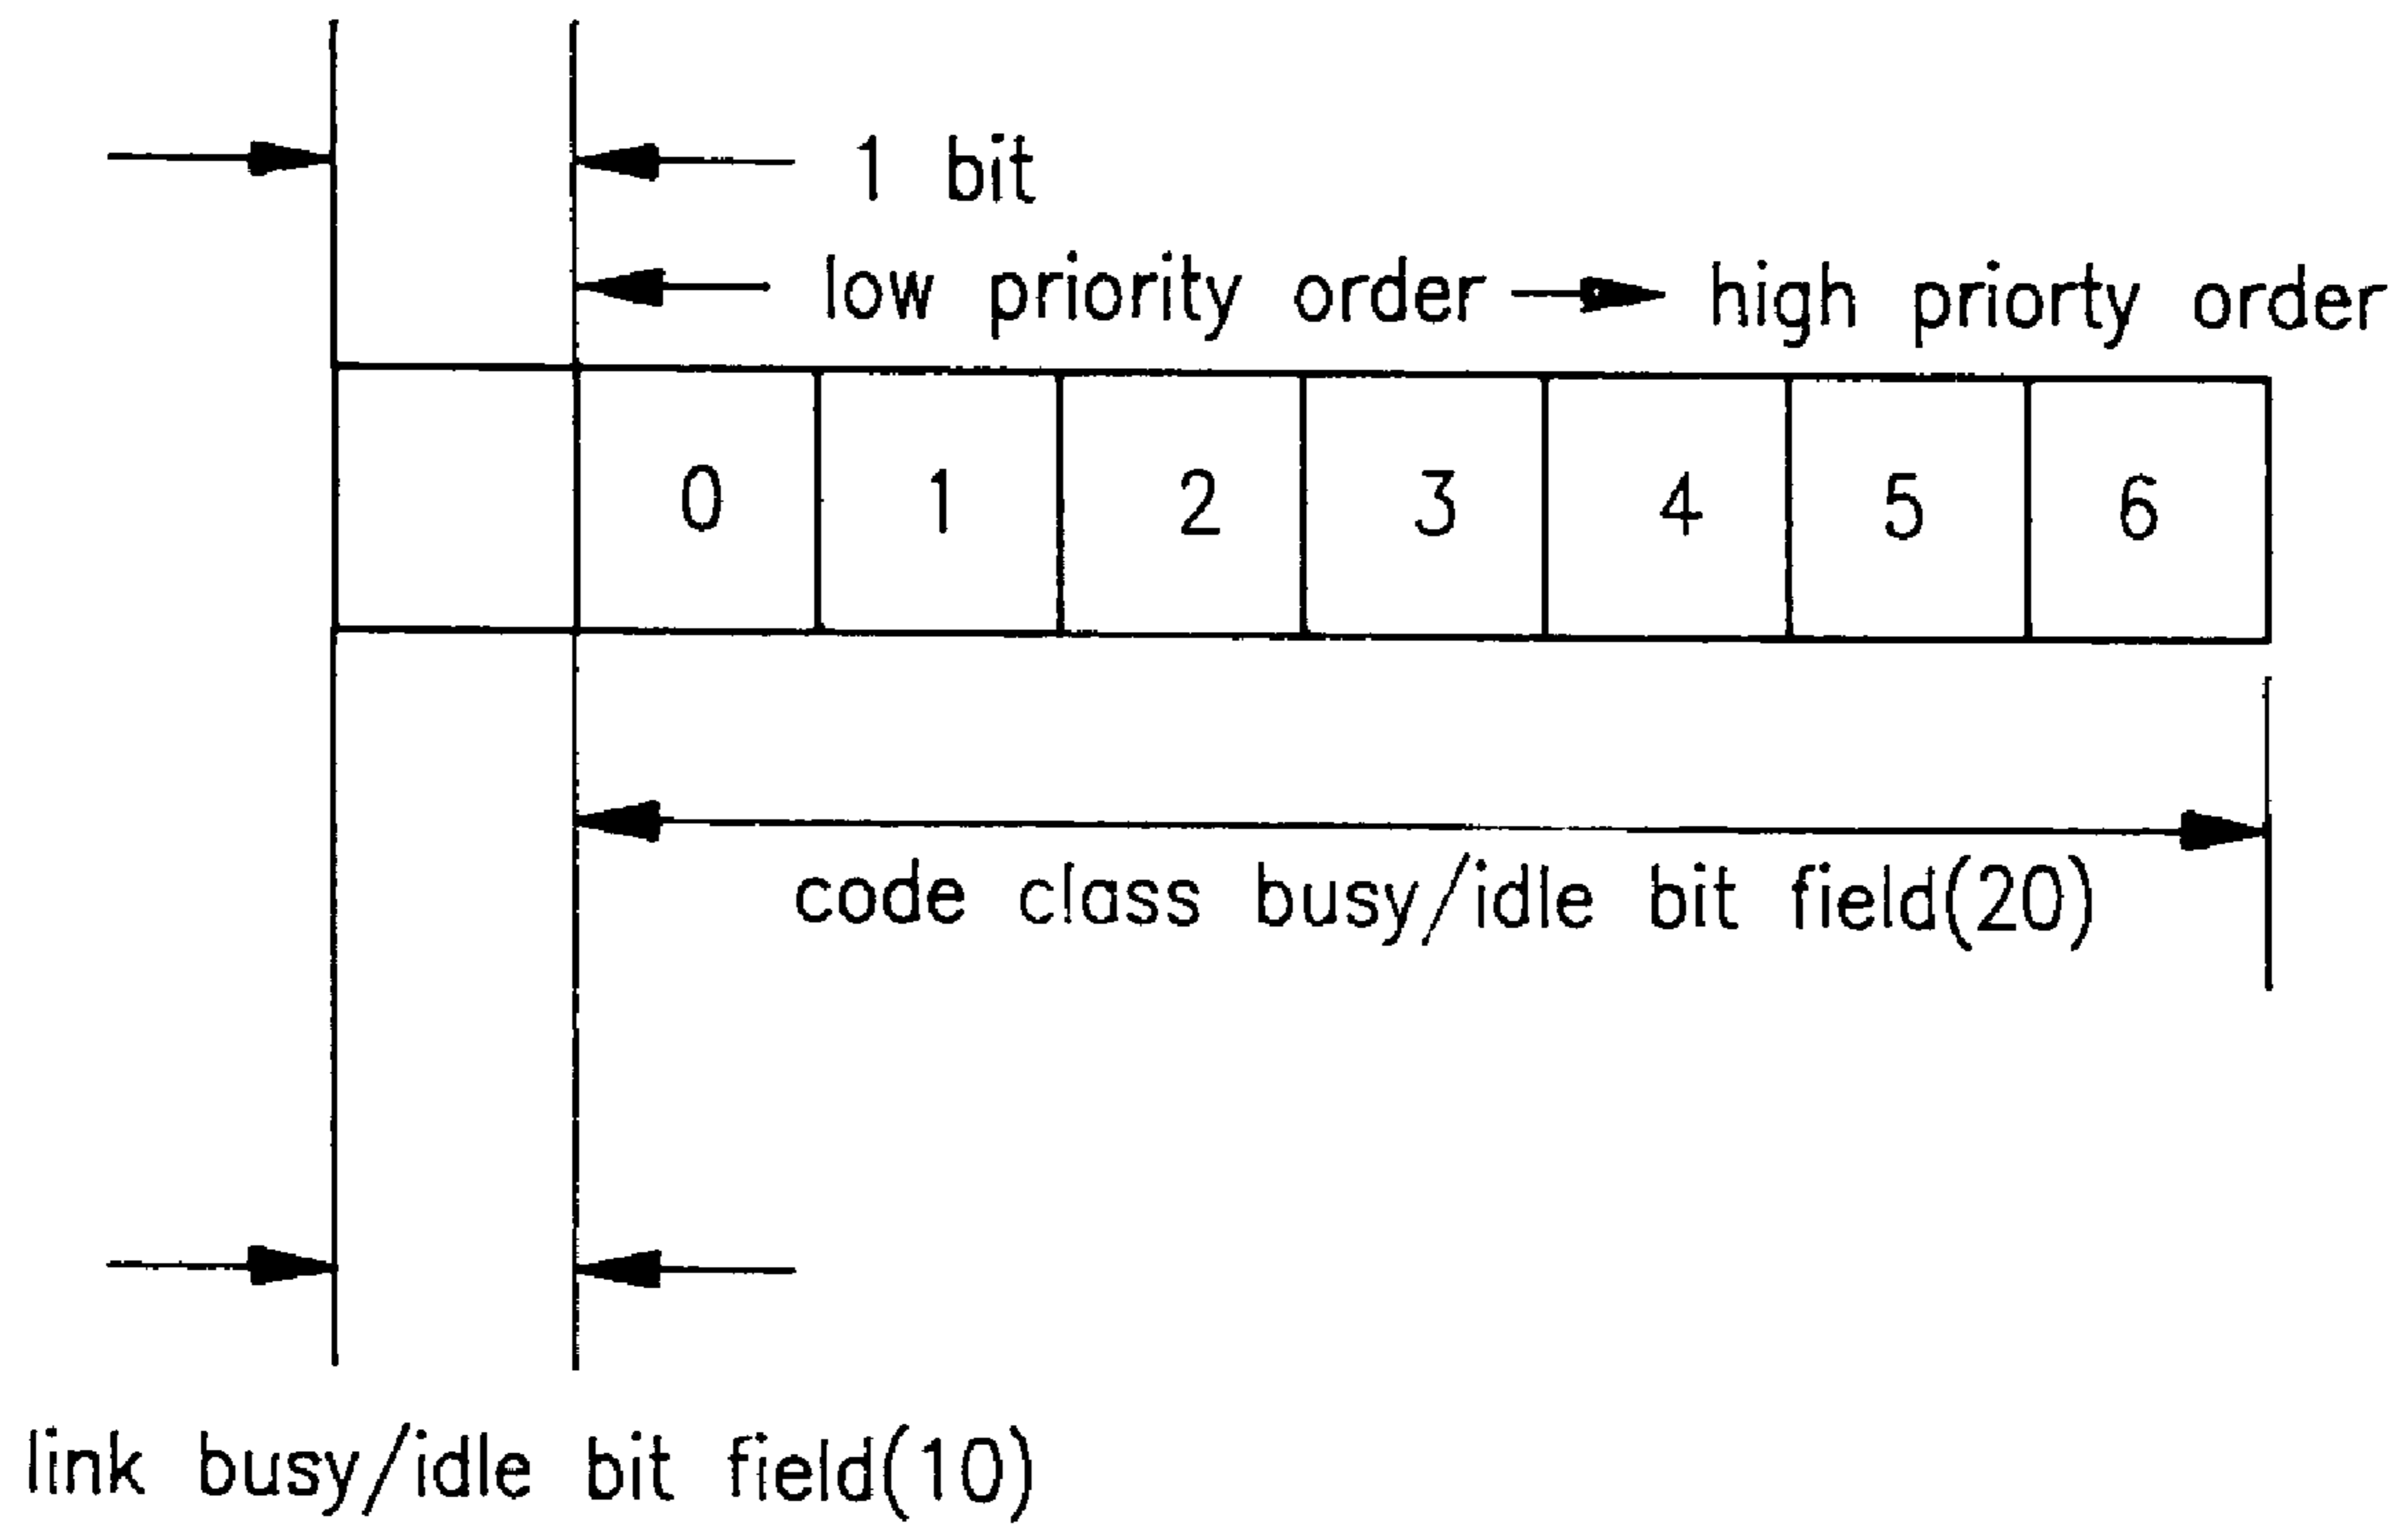 1 bit
low priority order high priorty order
0 1 2 3 4 5 6
code class busy/idle bit field(20)
link busy/idle bit field(10)